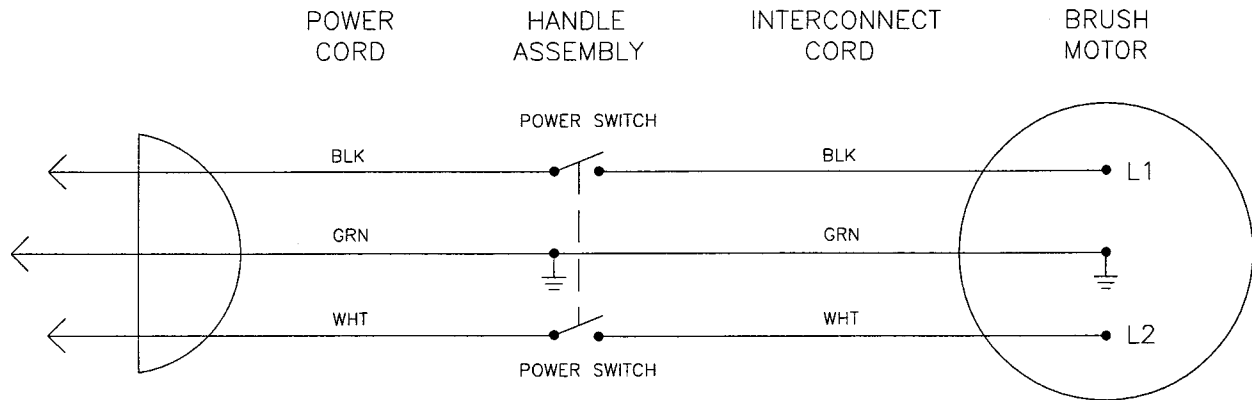 POWER
CORD
HANDLE
ASSEMBLY
INTERCONNECT
CORD
BRUSH
MOTOR
POWER SWITCH
BLK
BLK
L1
GRN
GRN
WHT
WHT
L2
POWER SWITCH